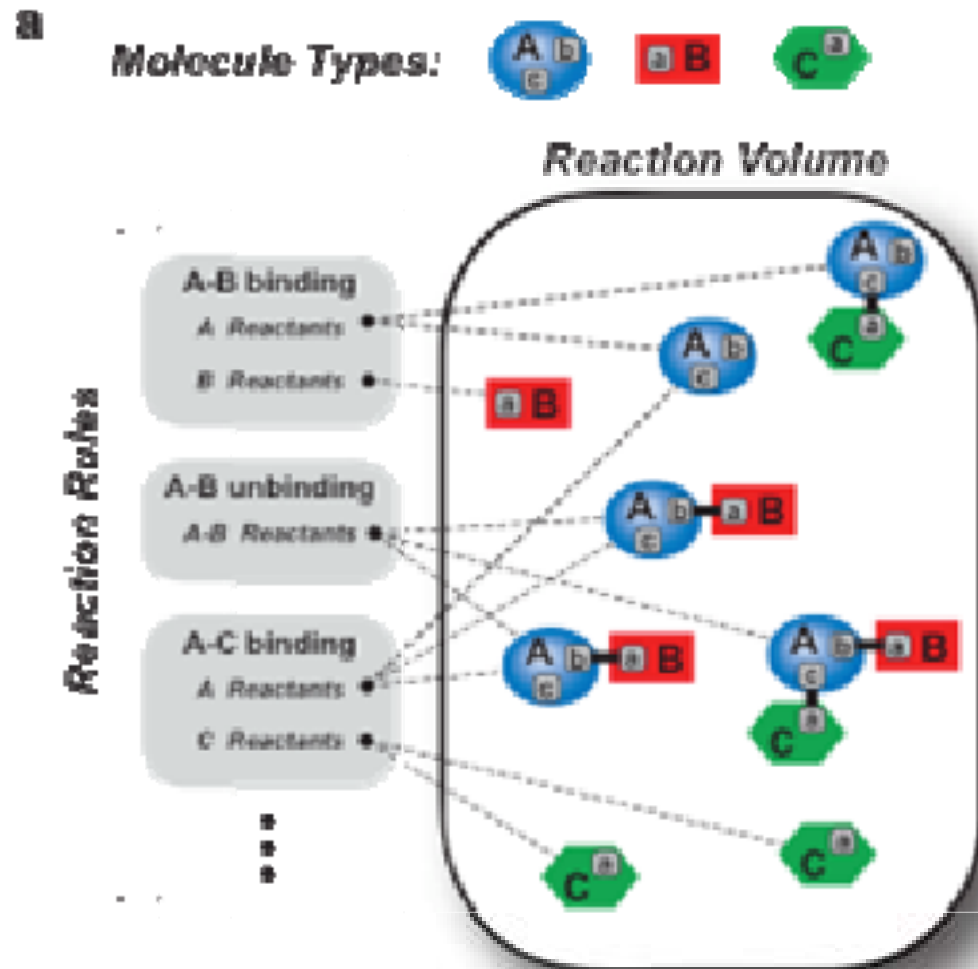 a
Molecule Types: A b c a B C a
Reaction Volume
Reaction Rules
A-B binding
A Reactants
B Reactants
A-B unbinding
A-B Reactants
A-C binding
A Reactants
C Reactants
A b c
C a
A b c
a B
A b c a B
A b c a B
A b c a B
C a
C a
C a